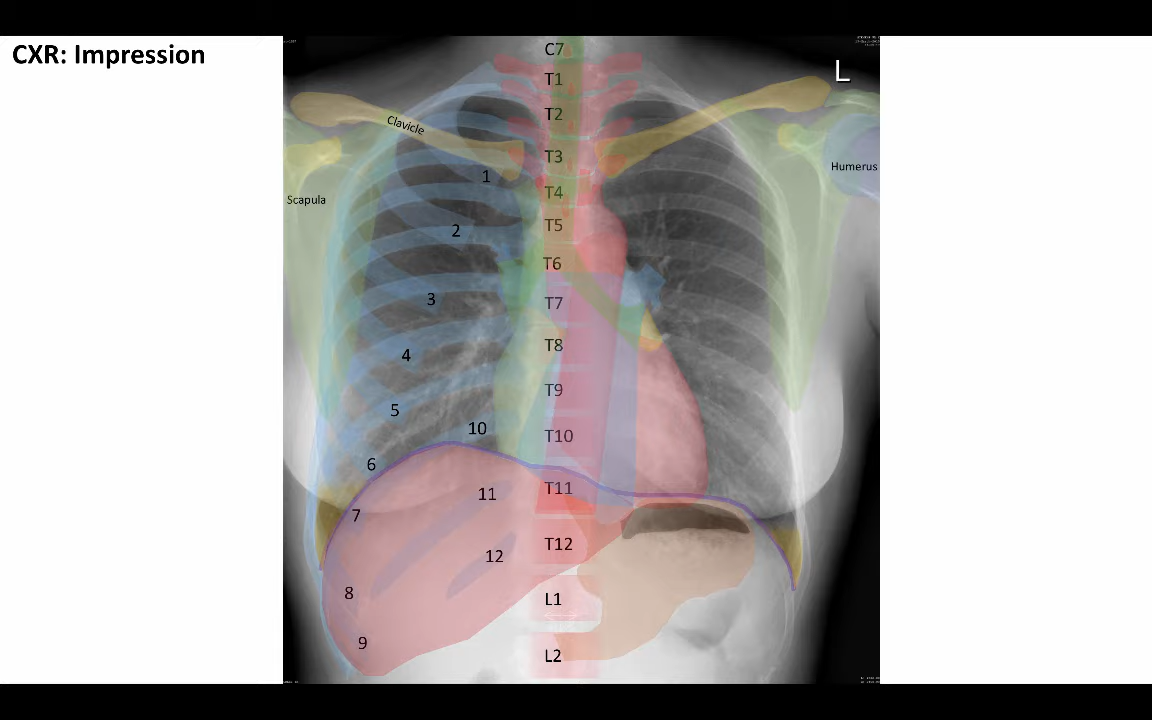 CXR: Impression
C7
L
T1
T2
Clavicle
T3
Humerus
1
T4
Scapula
T5
2
T6
3
T7
T8
4
T9
5
10
T10
6
11
T11
7
T12
12
8
L1
9
L2